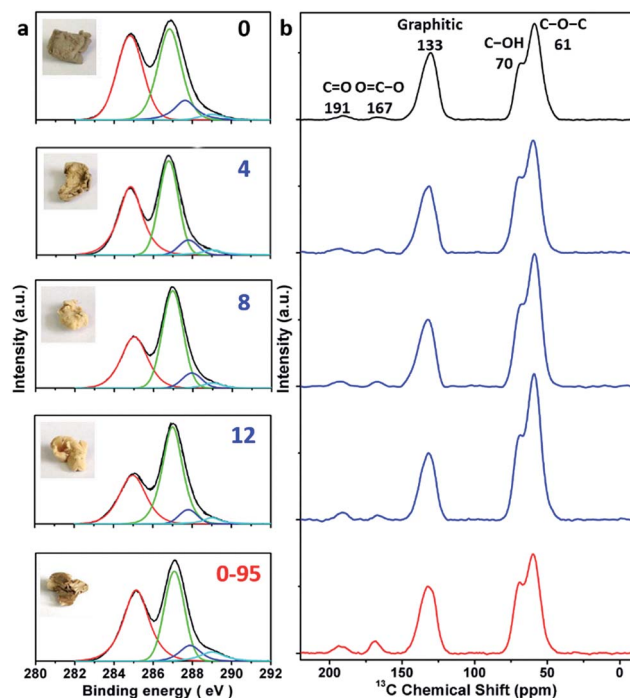 a
0
4
8
12
0-95
280 282 284 286 288 290 292
Binding energy ( eV )
Intensity (a.u.)
b
Graphitic
133
C=O
191
O=C-O
167
C-OH
70
C-O-C
61
200 150 100 50 0
¹³C Chemical Shift (ppm)
Intensity (a.u.)